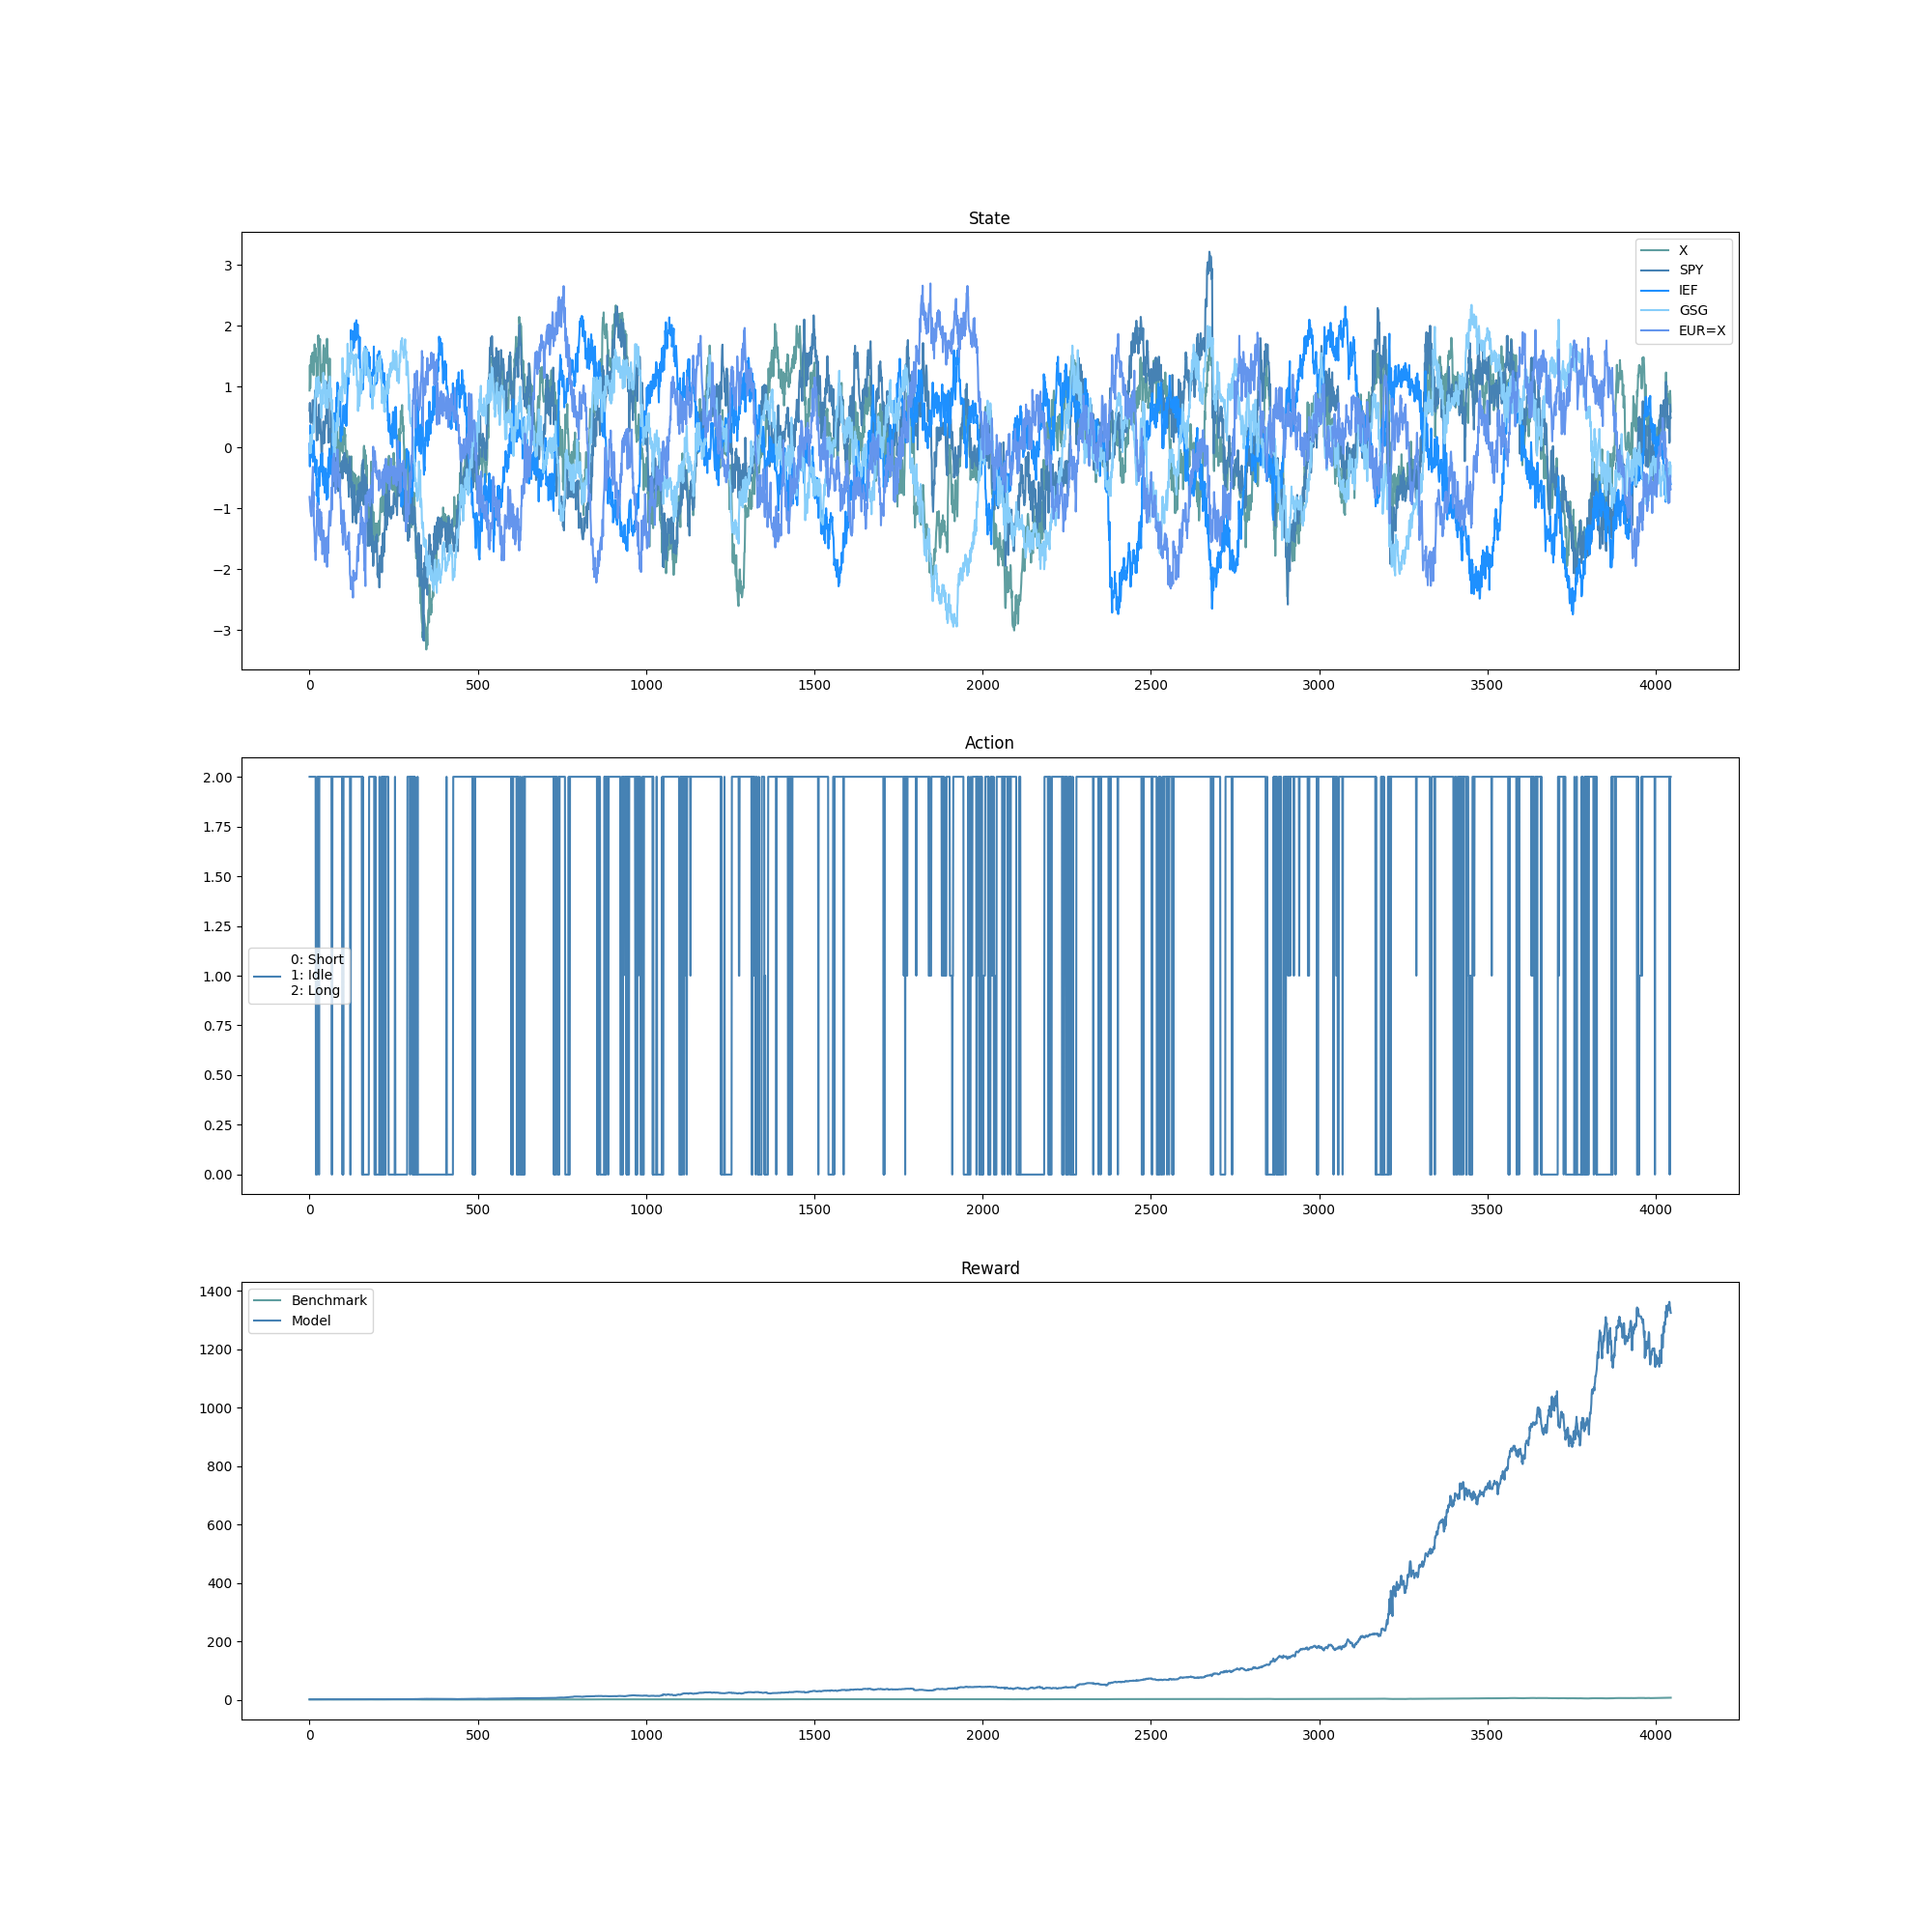 State
3
2
1
0
−1
−2
−3
X
SPY
IEF
GSG
EUR=X
0 500 1000 1500 2000 2500 3000 3500 4000
Action
2.00
1.75
1.50
1.25
1.00
0.75
0.50
0.25
0.00
0: Short
1: Idle
2: Long
0 500 1000 1500 2000 2500 3000 3500 4000
Reward
1400
1200
1000
800
600
400
200
0
Benchmark
Model
0 500 1000 1500 2000 2500 3000 3500 4000